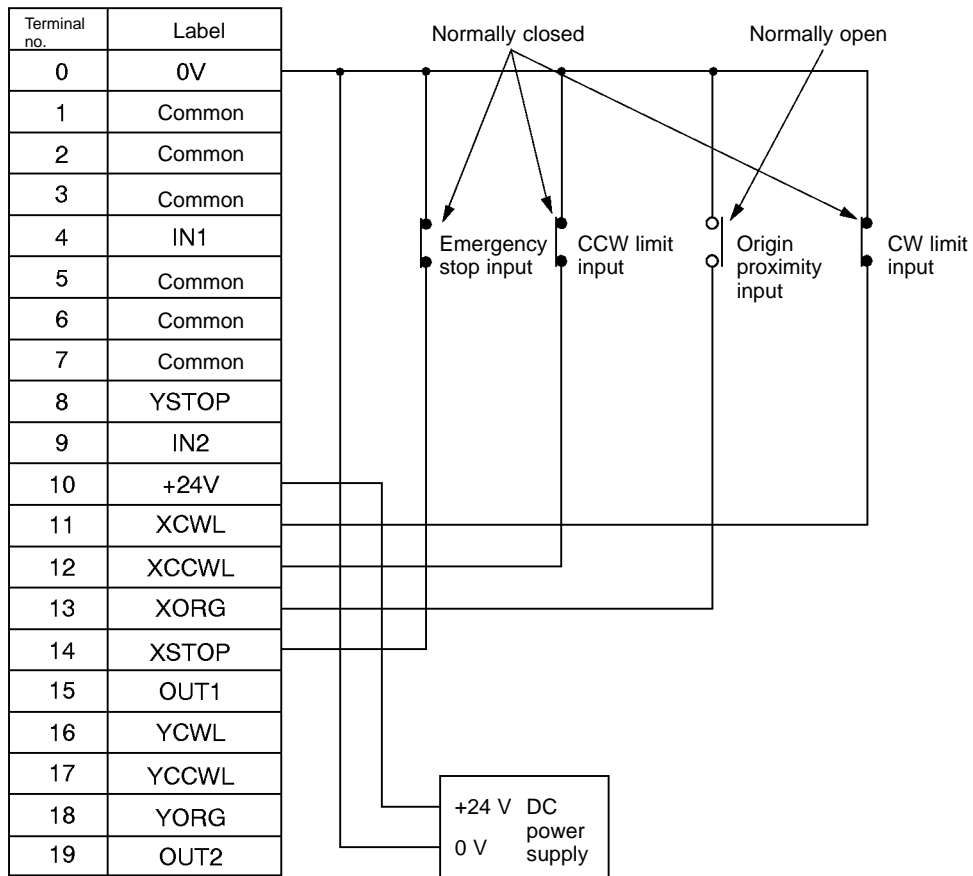 Terminal no. Label
0 0V
1 Common
2 Common
3 Common
4 IN1
5 Common
6 Common
7 Common
8 YSTOP
9 IN2
10 +24V
11 XCWL
12 XCCWL
13 XORG
14 XSTOP
15 OUT1
16 YCWL
17 YCCWL
18 YORG
19 OUT2
Normally closed
Normally open
Emergency
stop input
CCW limit
input
Origin
proximity
input
CW limit
input
+24 V
0 V
DC
power
supply